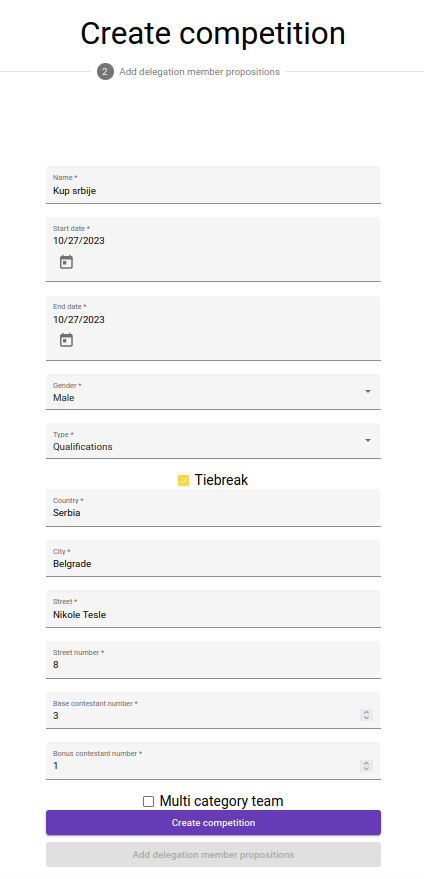 Create competition
2 Add delegation member propositions
Name *
Kup srbije
Start date *
10/27/2023
End date *
10/27/2023
Gender *
Male
Type *
Qualifications
Tiebreak
Country *
Serbia
City *
Belgrade
Street *
Nikole Tesle
Street number *
8
Base contestant number *
3
Bonus contestant number *
1
Multi category team
Create competition
Add delegation member propositions